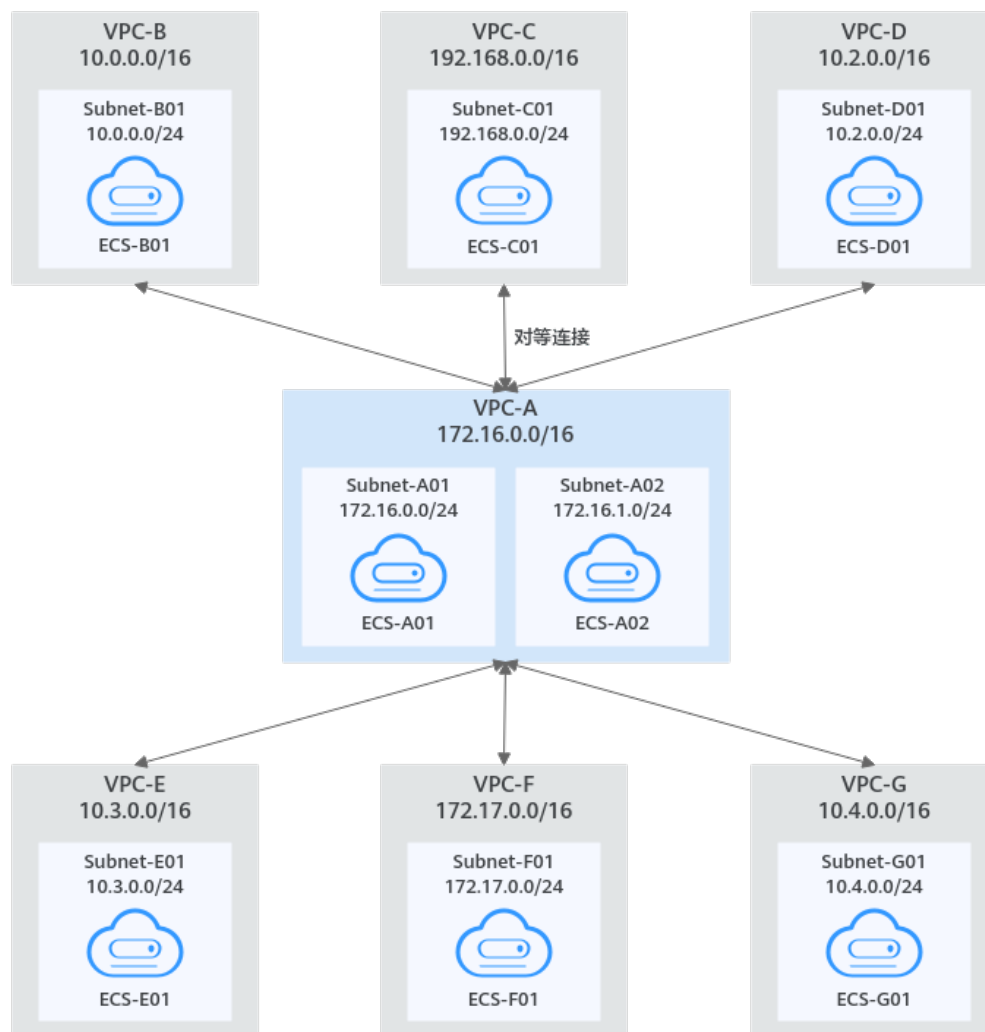 VPC-B
10.0.0.0/16
Subnet-B01
10.0.0.0/24
ECS-B01
VPC-C
192.168.0.0/16
Subnet-C01
192.168.0.0/24
ECS-C01
VPC-D
10.2.0.0/16
Subnet-D01
10.2.0.0/24
ECS-D01
对等连接
VPC-A
172.16.0.0/16
Subnet-A01
172.16.0.0/24
ECS-A01
Subnet-A02
172.16.1.0/24
ECS-A02
VPC-E
10.3.0.0/16
Subnet-E01
10.3.0.0/24
ECS-E01
VPC-F
172.17.0.0/16
Subnet-F01
172.17.0.0/24
ECS-F01
VPC-G
10.4.0.0/16
Subnet-G01
10.4.0.0/24
ECS-G01